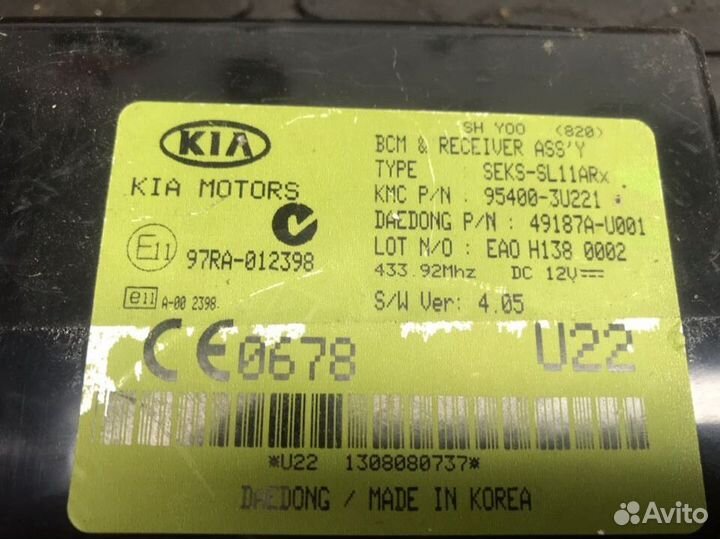 SH YOO (820)
KIA
BCM & RECEIVER ASS'Y
TYPE : SEKS-SL11ARx
KIA MOTORS
KMC P/N : 95400-3U221
DAEDONG P/N : 49187A-U001
E11 97RA-012398
LOT N/O : EAO H138 0002
433.92Mhz DC 12V
e11 A-00 2398
S/W Ver: 4.05
CE0678
U22
*U22 1308080737*
DAEDONG / MADE IN KOREA
Avito